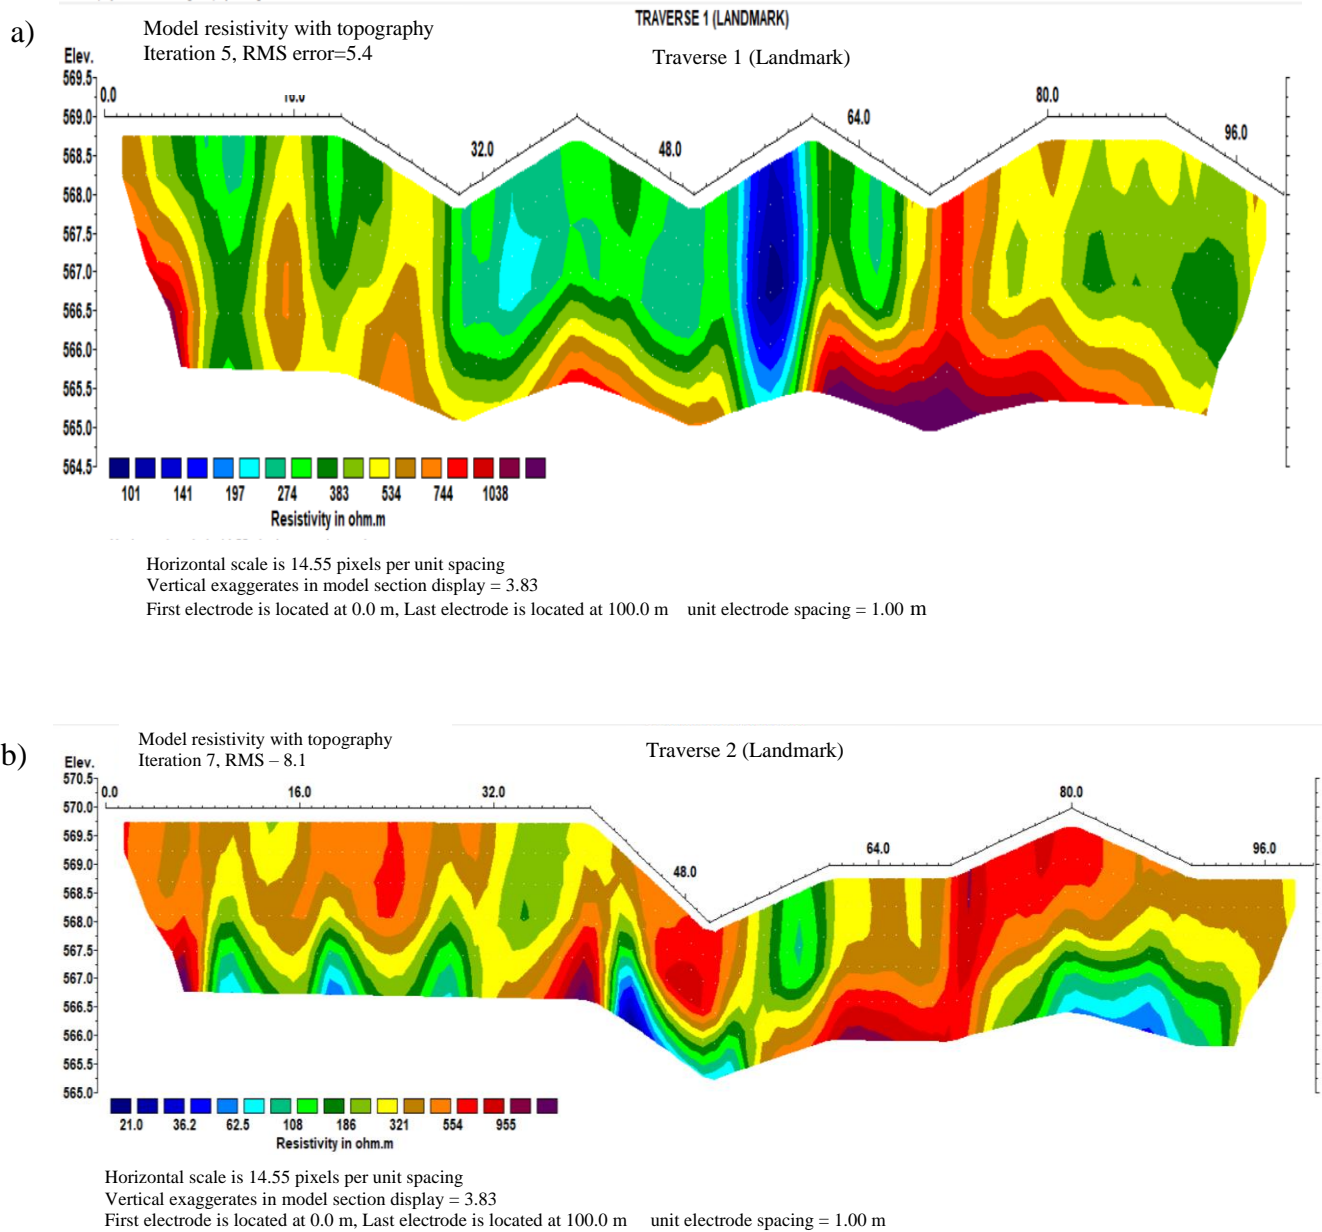 TRAVERSE 1 (LANDMARK)
a)
Model resistivity with topography
Iteration 5, RMS error=5.4
Traverse 1 (Landmark)
Elev.
569.5
0.0
80.0
569.0
64.0
96.0
568.5
32.0
48.0
568.0
567.5
567.0
566.5
566.0
565.5
565.0
564.5
101 141 197 274 383 534 744 1038
Resistivity in ohm.m
Horizontal scale is 14.55 pixels per unit spacing
Vertical exaggerates in model section display = 3.83
First electrode is located at 0.0 m, Last electrode is located at 100.0 m unit electrode spacing = 1.00 m
b)
Model resistivity with topography
Iteration 7, RMS – 8.1
Traverse 2 (Landmark)
Elev.
570.5
0.0 16.0 32.0 80.0
570.0
569.5
64.0 96.0
569.0
48.0
568.5
568.0
567.5
567.0
566.5
566.0
565.5
565.0
21.0 36.2 62.5 108 186 321 554 955
Resistivity in ohm.m
Horizontal scale is 14.55 pixels per unit spacing
Vertical exaggerates in model section display = 3.83
First electrode is located at 0.0 m, Last electrode is located at 100.0 m unit electrode spacing = 1.00 m